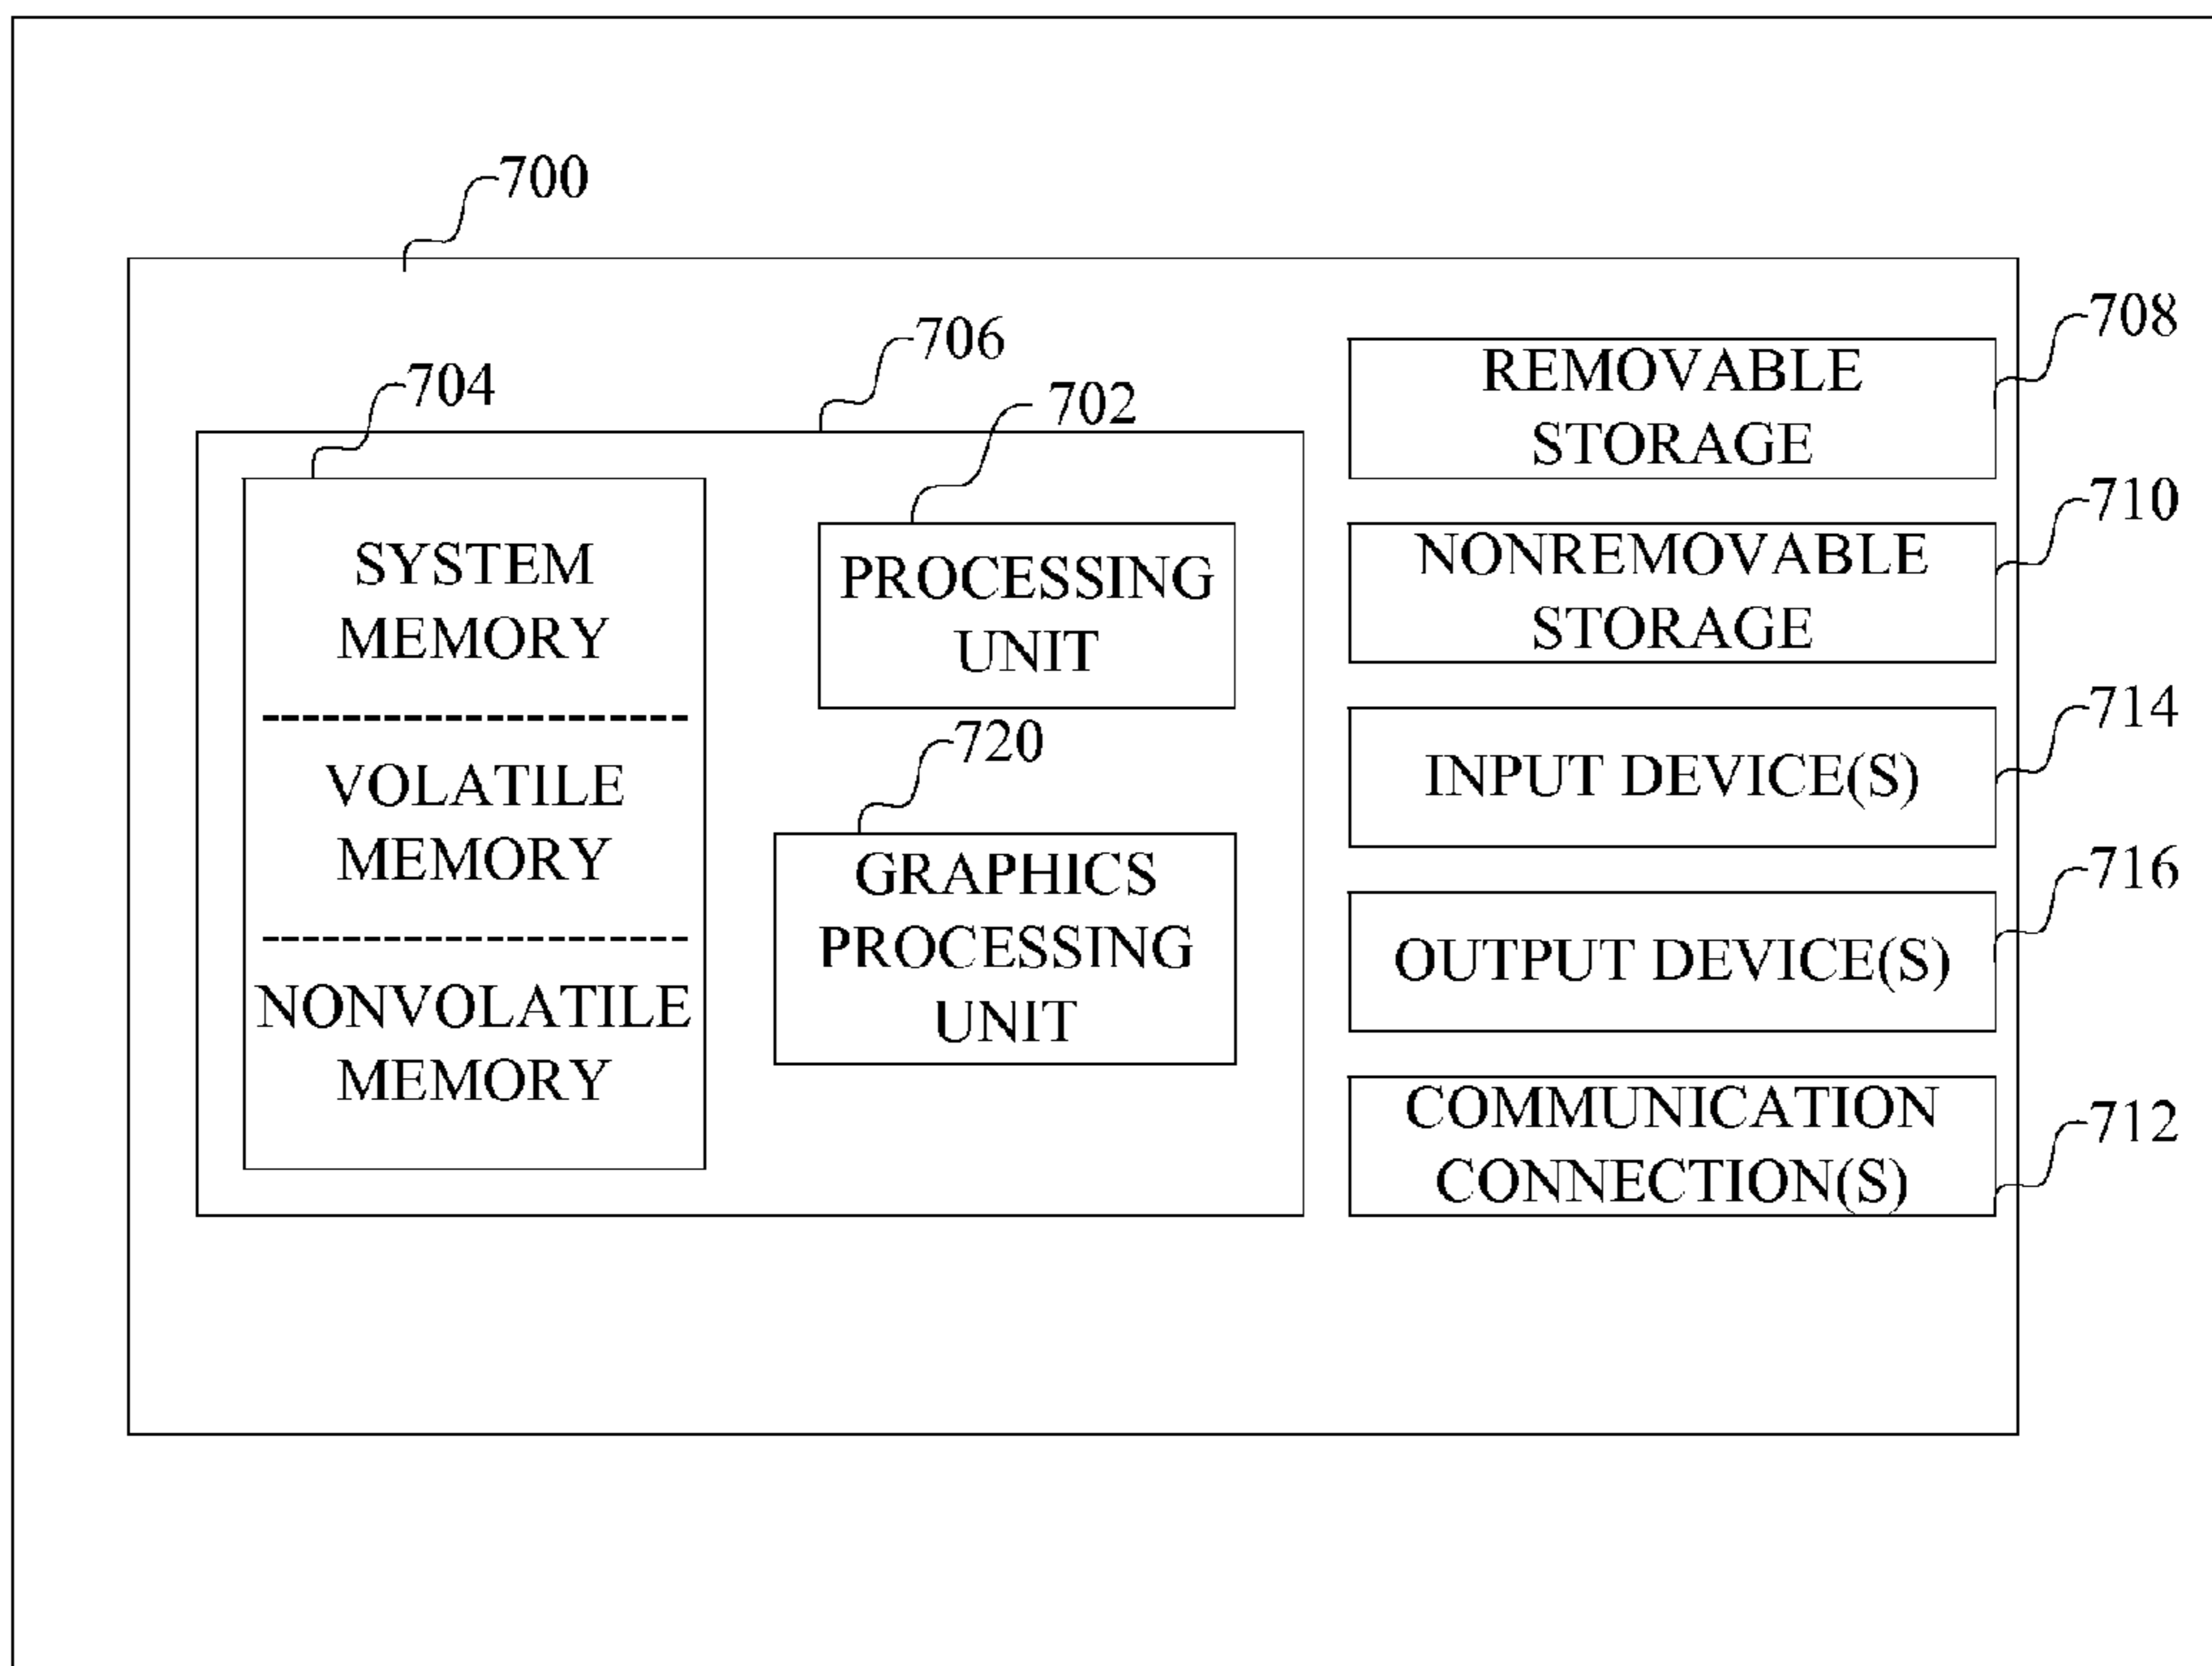 700
706
704
702
SYSTEM
MEMORY
VOLATILE
MEMORY
NONVOLATILE
MEMORY
PROCESSING
UNIT
720
GRAPHICS
PROCESSING
UNIT
708
REMOVABLE
STORAGE
710
NONREMOVABLE
STORAGE
714
INPUT DEVICE(S)
716
OUTPUT DEVICE(S)
712
COMMUNICATION
CONNECTION(S)